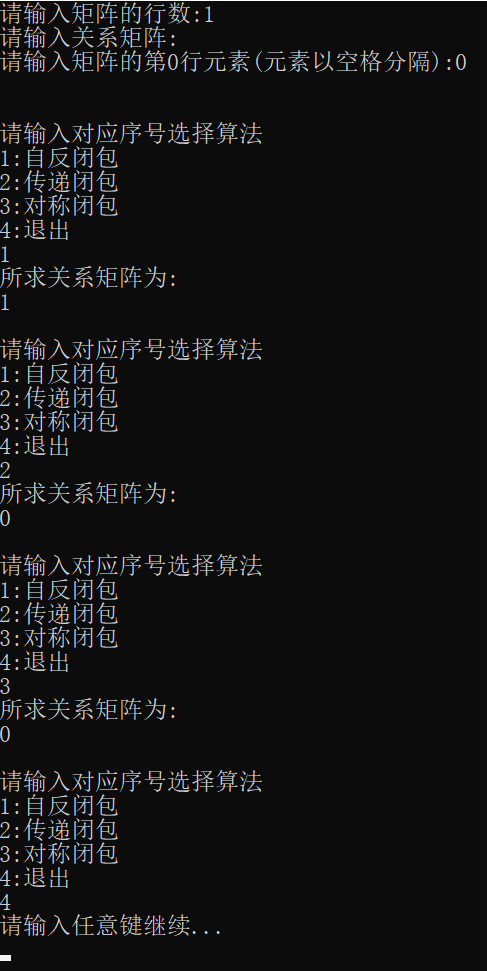 请输入矩阵的行数:1
请输入关系矩阵:
请输入矩阵的第0行元素(元素以空格分隔):0
请输入对应序号选择算法
1:自反闭包
2:传递闭包
3:对称闭包
4:退出
1
所求关系矩阵为:
1
请输入对应序号选择算法
1:自反闭包
2:传递闭包
3:对称闭包
4:退出
2
所求关系矩阵为:
0
请输入对应序号选择算法
1:自反闭包
2:传递闭包
3:对称闭包
4:退出
3
所求关系矩阵为:
0
请输入对应序号选择算法
1:自反闭包
2:传递闭包
3:对称闭包
4:退出
4
请输入任意键继续...